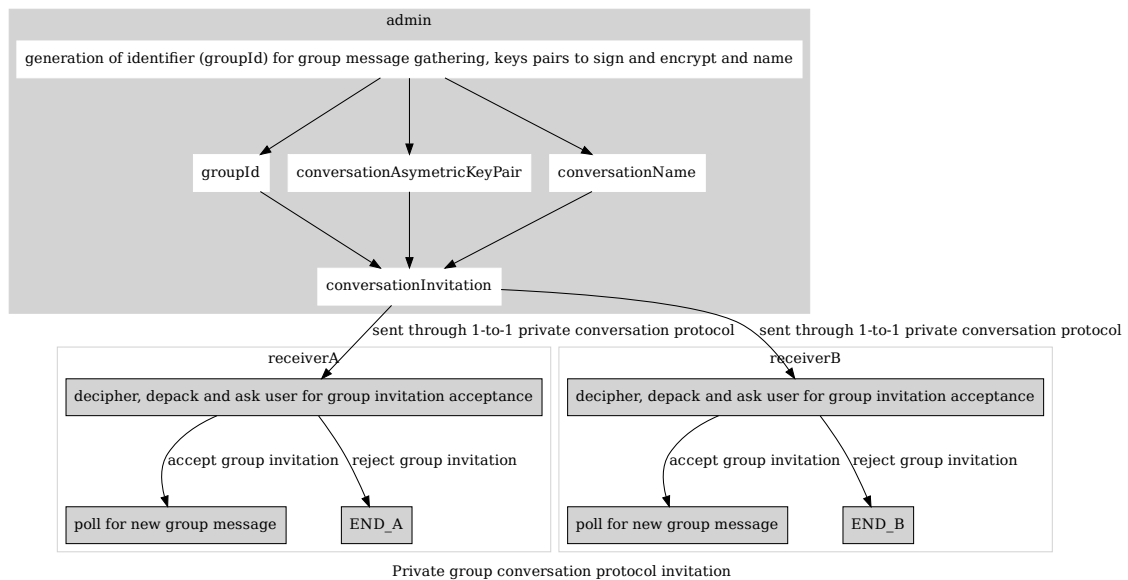 admin
generation of identifier (groupId) for group message gathering, keys pairs to sign and encrypt and name
groupId
conversationAsymetricKeyPair
conversationName
conversationInvitation
sent through 1-to-1 private conversation protocol
sent through 1-to-1 private conversation protocol
receiverA
receiverB
decipher, depack and ask user for group invitation acceptance
decipher, depack and ask user for group invitation acceptance
accept group invitation
reject group invitation
accept group invitation
reject group invitation
poll for new group message
END_A
poll for new group message
END_B
Private group conversation protocol invitation